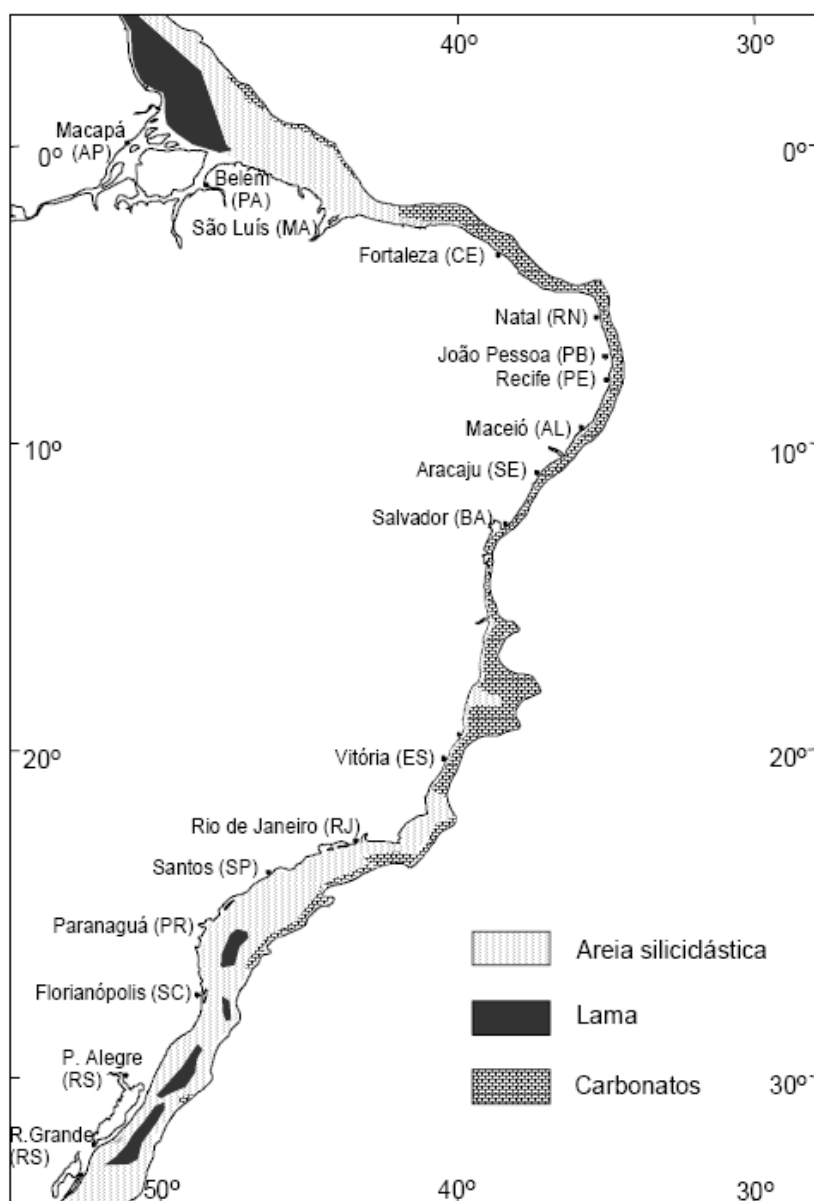 40º
30º
Macapá
(AP)
0º
0º
Belém
(PA)
São Luís (MA)
Fortaleza (CE)
Natal (RN)
João Pessoa (PB)
Recife (PE)
Maceió (AL)
10º
10º
Aracaju (SE)
Salvador (BA)
20º
20º
Vitória (ES)
Rio de Janeiro (RJ)
Santos (SP)
Paranaguá (PR)
Areia siliciclástica
Florianópolis (SC)
Lama
P. Alegre
(RS)
Carbonatos
30º
R.Grande
(RS)
50º
40º
30º